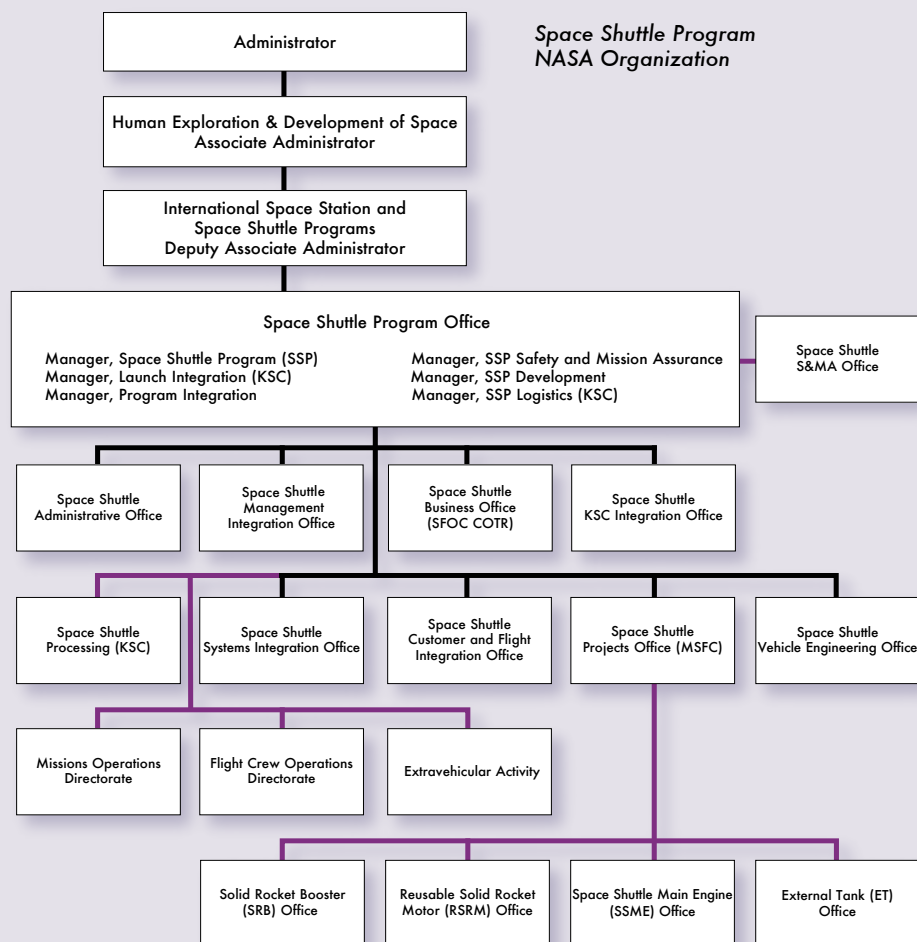 Space Shuttle Program
NASA Organization
Administrator
Human Exploration & Development of Space
Associate Administrator
International Space Station and
Space Shuttle Programs
Deputy Associate Administrator
Space Shuttle Program Office
Manager, Space Shuttle Program (SSP)
Manager, Launch Integration (KSC)
Manager, Program Integration
Manager, SSP Safety and Mission Assurance
Manager, SSP Development
Manager, SSP Logistics (KSC)
Space Shuttle
S&MA Office
Space Shuttle
Administrative Office
Space Shuttle
Management
Integration Office
Space Shuttle
Business Office
(SFOC COTR)
Space Shuttle
KSC Integration Office
Space Shuttle
Processing (KSC)
Space Shuttle
Systems Integration Office
Space Shuttle
Customer and Flight
Integration Office
Space Shuttle
Projects Office (MSFC)
Space Shuttle
Vehicle Engineering Office
Missions Operations
Directorate
Flight Crew Operations
Directorate
Extravehicular Activity
Solid Rocket Booster
(SRB) Office
Reusable Solid Rocket
Motor (RSRM) Office
Space Shuttle Main Engine
(SSME) Office
External Tank (ET)
Office